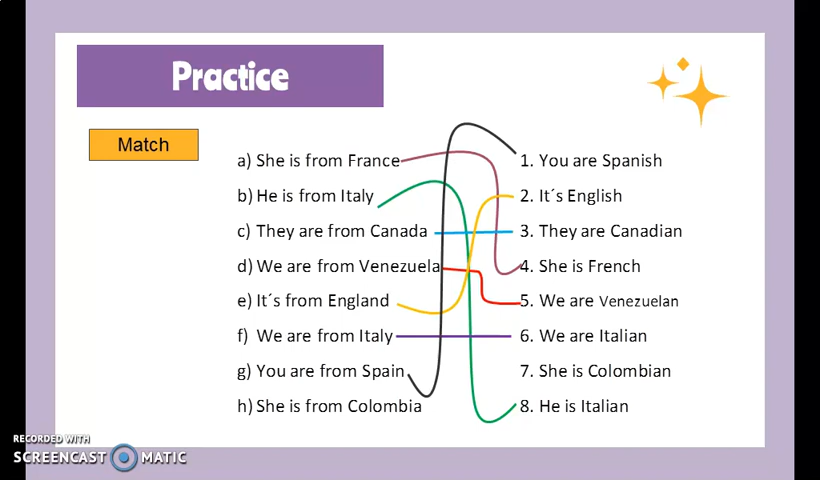 Practice
Match
a) She is from France
b) He is from Italy
c) They are from Canada
d) We are from Venezuela
e) It´s from England
f) We are from Italy
g) You are from Spain
h) She is from Colombia
1. You are Spanish
2. It´s English
3. They are Canadian
4. She is French
5. We are Venezuelan
6. We are Italian
7. She is Colombian
8. He is Italian
RECORDED WITH
SCREENCAST MATIC